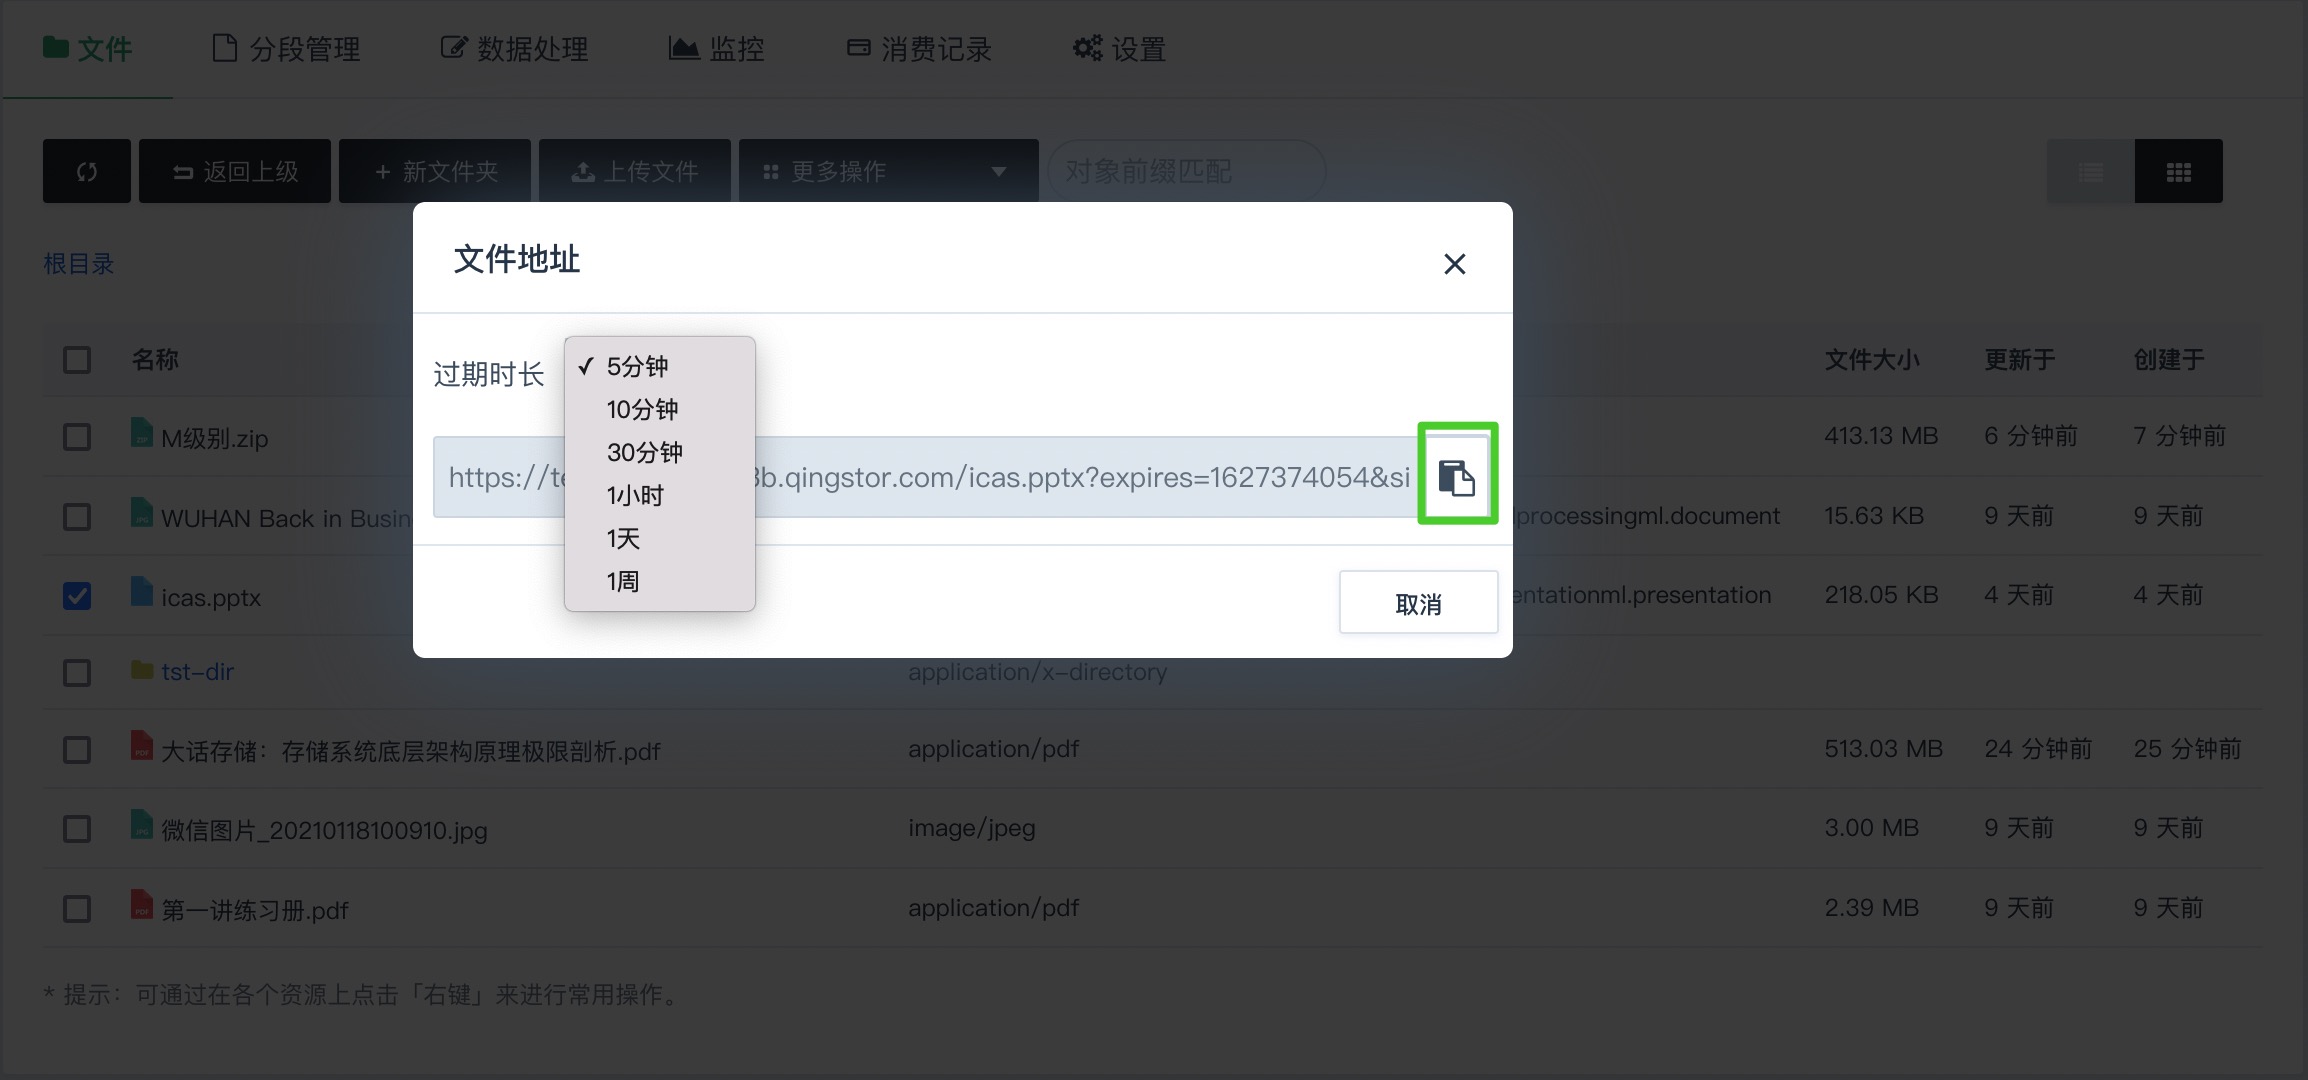 文件 分段管理 数据处理 监控 消费记录 设置
返回上级 + 新文件夹 上传文件 更多操作 对象前缀匹配
根目录
文件地址
过期时长
✓ 5分钟
10分钟
30分钟
1小时
1天
1周
https://te 3b.qingstor.com/icas.pptx?expires=1627374054&si
取消
名称 文件大小 更新于 创建于
M级别.zip 413.13 MB 6 分钟前 7 分钟前
WUHAN Back in Busin processingml.document 15.63 KB 9 天前 9 天前
icas.pptx entationml.presentation 218.05 KB 4 天前 4 天前
tst-dir application/x-directory
大话存储：存储系统底层架构原理极限剖析.pdf application/pdf 513.03 MB 24 分钟前 25 分钟前
微信图片_20210118100910.jpg image/jpeg 3.00 MB 9 天前 9 天前
第一讲练习册.pdf application/pdf 2.39 MB 9 天前 9 天前
* 提示：可通过在各个资源上点击「右键」来进行常用操作。